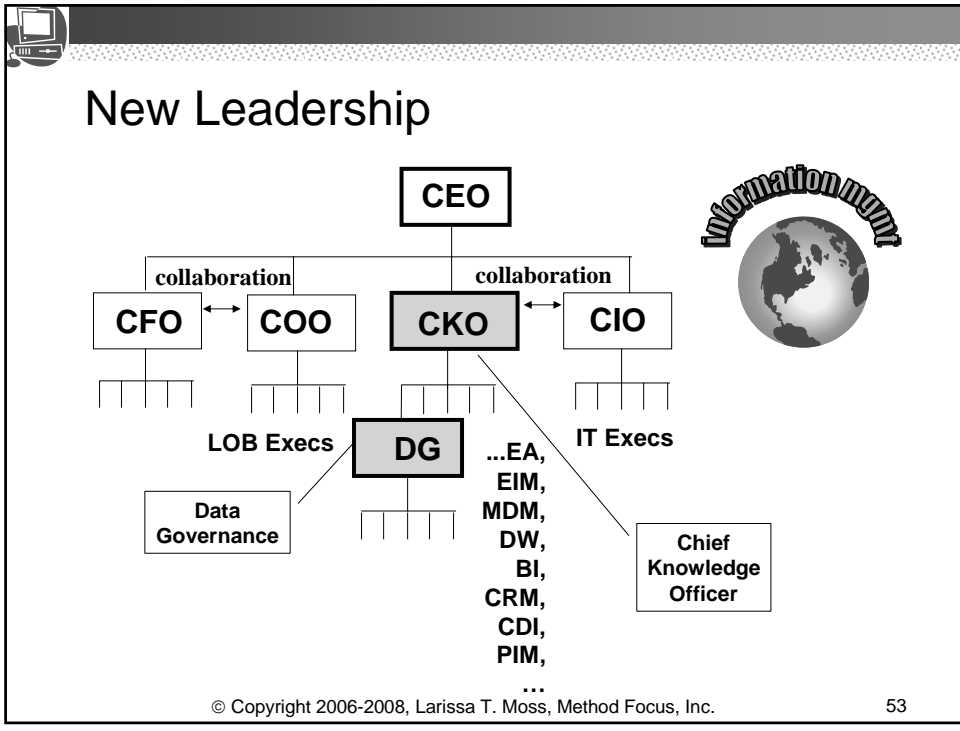 New Leadership
information mgmt
CEO
collaboration
collaboration
CFO
COO
CKO
CIO
LOB Execs
DG
IT Execs
...EA,
EIM,
MDM,
DW,
BI,
CRM,
CDI,
PIM,
...
Data
Governance
Chief
Knowledge
Officer
© Copyright 2006-2008, Larissa T. Moss, Method Focus, Inc.
53